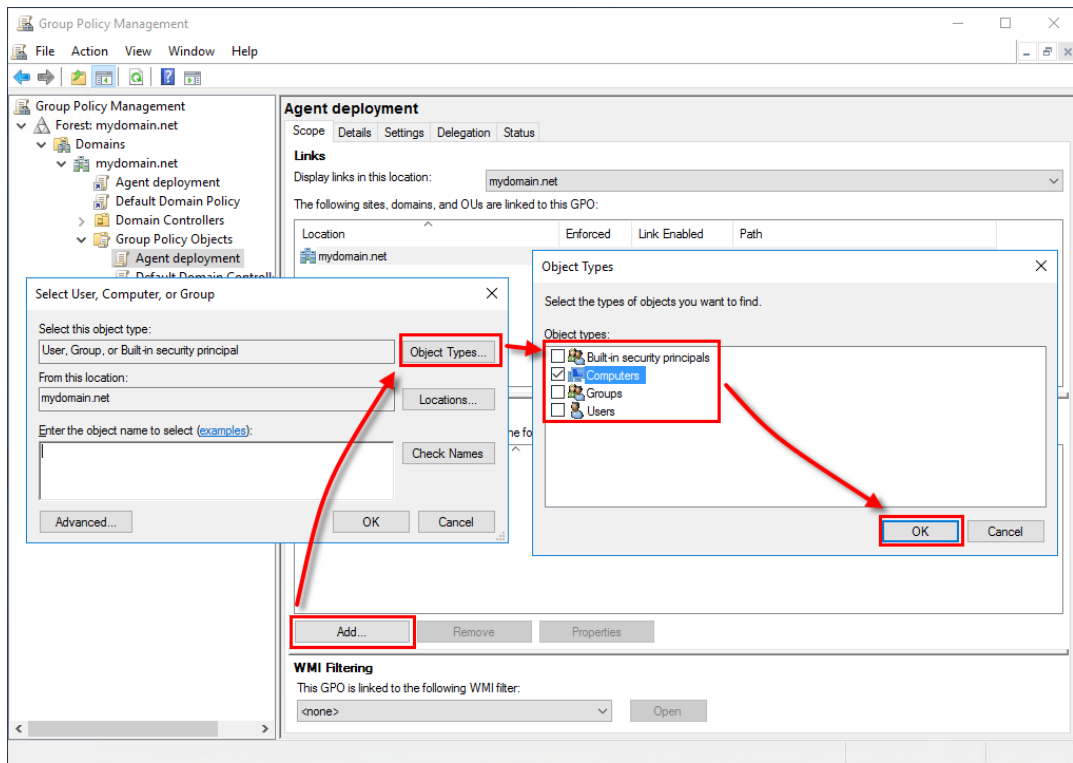 Group Policy Management
File Action View Window Help
Group Policy Management
Forest: mydomain.net
Domains
mydomain.net
Agent deployment
Default Domain Policy
Domain Controllers
Group Policy Objects
Agent deployment
Default Domain Controll
Agent deployment
Scope Details Settings Delegation Status
Links
Display links in this location: mydomain.net
The following sites, domains, and OUs are linked to this GPO:
Location Enforced Link Enabled Path
mydomain.net
Select User, Computer, or Group
Select this object type:
User, Group, or Built-in security principal Object Types...
From this location:
mydomain.net Locations...
Enter the object name to select (examples):
Check Names
Advanced... OK Cancel
Object Types
Select the types of objects you want to find.
Object types:
Built-in security principals
Computers
Groups
Users
OK Cancel
Add... Remove Properties
WMI Filtering
This GPO is linked to the following WMI filter:
<none> Open